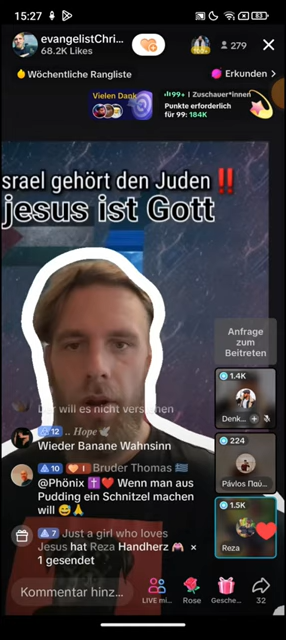 15:27
83
evangelistChri...
68.2K Likes
279
Wöchentliche Rangliste
Erkunden >
Vielen Dank
99+ | Zuschauer*innen
Punkte erforderlich
für 99: 184K
srael gehört den Juden ‼️
jesus ist Gott
Anfrage
zum
Beitreten
1.4K
Denk...
224
Pávlos Παύ...
1.5K
Reza
Der will es nicht verstehen
12 .. Hope 🕊
Wieder Banane Wahnsinn
10 I Bruder Thomas 🇬🇷
@Phönix ✝️❤️ Wenn man aus
Pudding ein Schnitzel machen
will 😅🙏
7 Just a girl who loves
Jesus hat Reza Handherz ×
1 gesendet
Kommentar hinz...
LIVE mi...
Rose
Gesche...
32